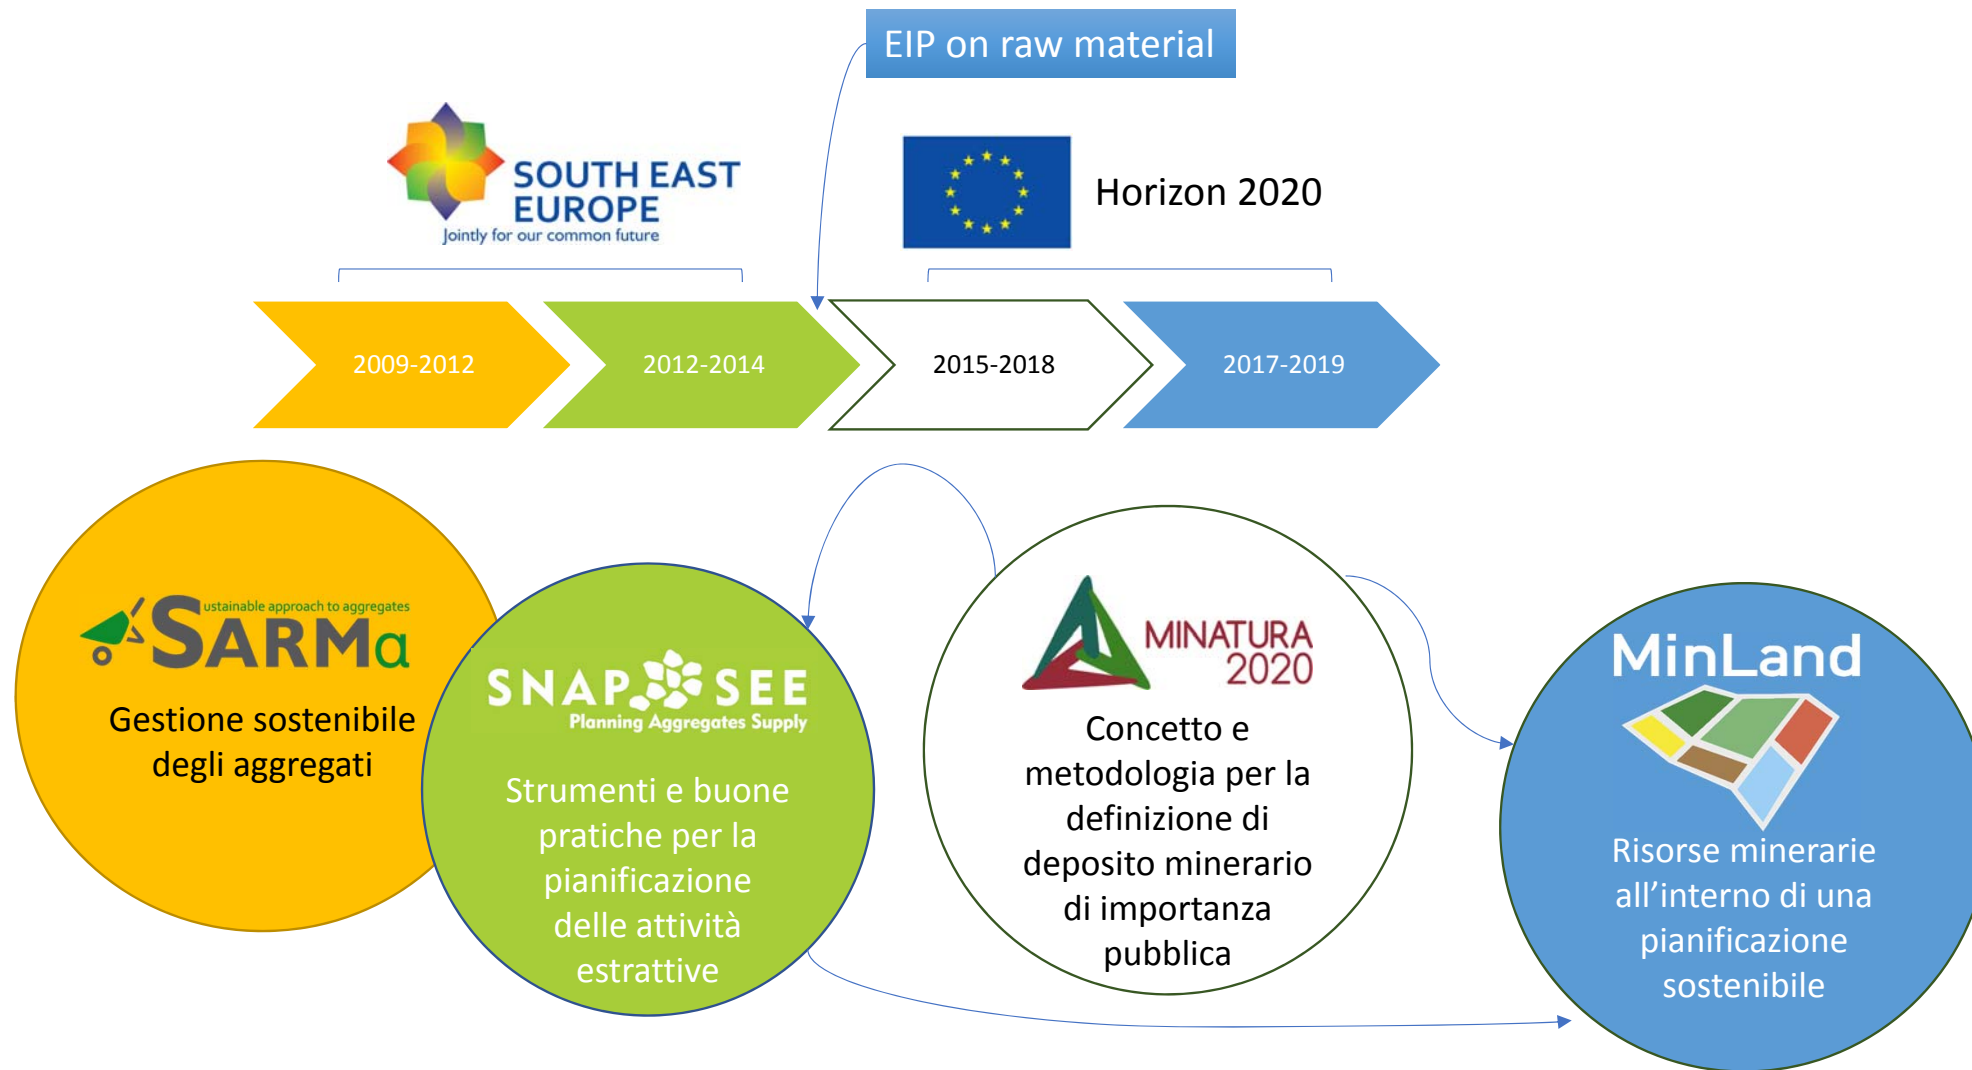 EIP on raw material
SOUTH EAST
EUROPE
Jointly for our common future
Horizon 2020
2009-2012
2012-2014
2015-2018
2017-2019
Sustainable approach to aggregates
SARMa
Gestione sostenibile
degli aggregati
SNAP SEE
Planning Aggregates Supply
Strumenti e buone
pratiche per la
pianificazione
delle attività
estrattive
MINATURA
2020
Concetto e
metodologia per la
definizione di
deposito minerario
di importanza
pubblica
MinLand
Risorse minerarie
all’interno di una
pianificazione
sostenibile